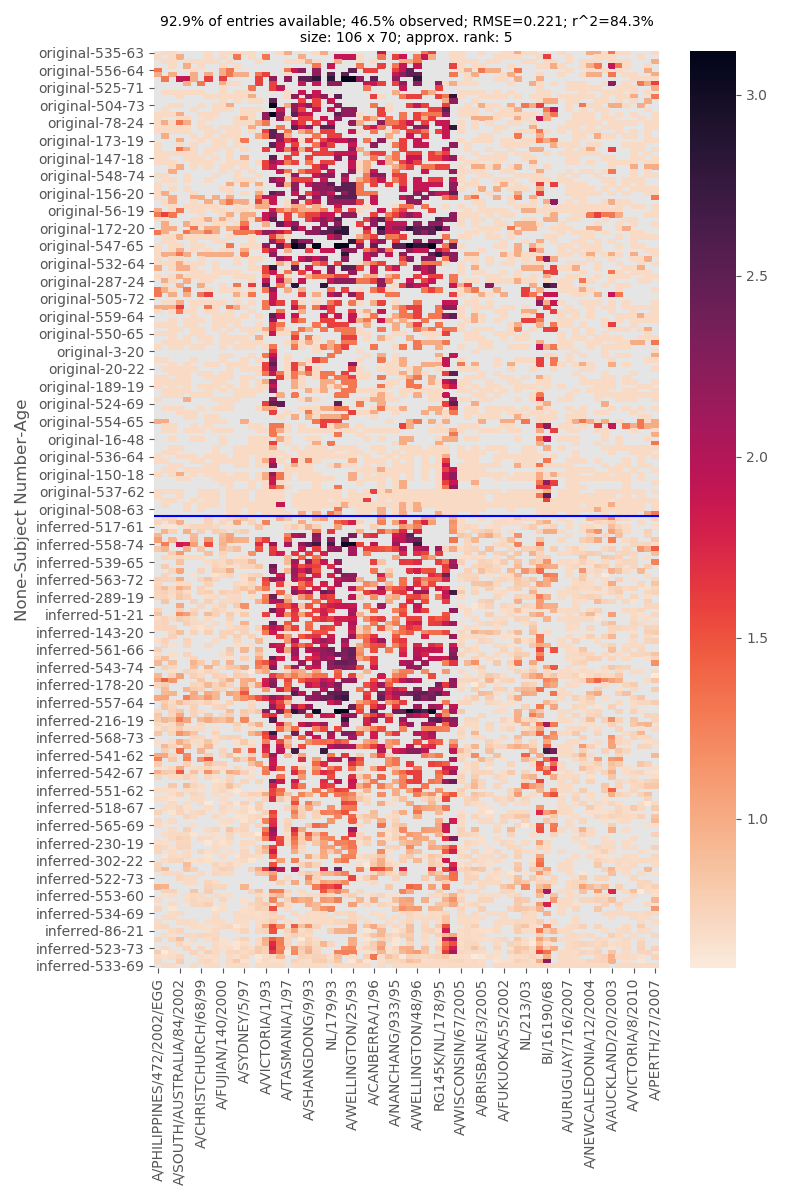 92.9% of entries available; 46.5% observed; RMSE=0.221; r^2=84.3%
size: 106 x 70; approx. rank: 5
None-Subject Number-Age
original-535-63
original-556-64
original-525-71
original-504-73
original-78-24
original-173-19
original-147-18
original-548-74
original-156-20
original-56-19
original-172-20
original-547-65
original-532-64
original-287-24
original-505-72
original-559-64
original-550-65
original-3-20
original-20-22
original-189-19
original-524-69
original-554-65
original-16-48
original-536-64
original-150-18
original-537-62
original-508-63
inferred-517-61
inferred-558-74
inferred-539-65
inferred-563-72
inferred-289-19
inferred-51-21
inferred-143-20
inferred-561-66
inferred-543-74
inferred-178-20
inferred-557-64
inferred-216-19
inferred-568-73
inferred-541-62
inferred-542-67
inferred-551-62
inferred-518-67
inferred-565-69
inferred-230-19
inferred-302-22
inferred-522-73
inferred-553-60
inferred-534-69
inferred-86-21
inferred-523-73
inferred-533-69
A/PHILIPPINES/472/2002/EGG
A/SOUTH/AUSTRALIA/84/2002
A/CHRISTCHURCH/68/99
A/FUJIAN/140/2000
A/SYDNEY/5/97
A/VICTORIA/1/93
A/TASMANIA/1/97
A/SHANGDONG/9/93
NL/179/93
A/WELLINGTON/25/93
A/CANBERRA/1/96
A/NANCHANG/933/95
A/WELLINGTON/48/96
RG145K/NL/178/95
A/WISCONSIN/67/2005
A/BRISBANE/3/2005
A/FUKUOKA/55/2002
NL/213/03
BI/16190/68
A/URUGUAY/716/2007
A/NEWCALEDONIA/12/2004
A/AUCKLAND/20/2003
A/VICTORIA/8/2010
A/PERTH/27/2007
3.0
2.5
2.0
1.5
1.0